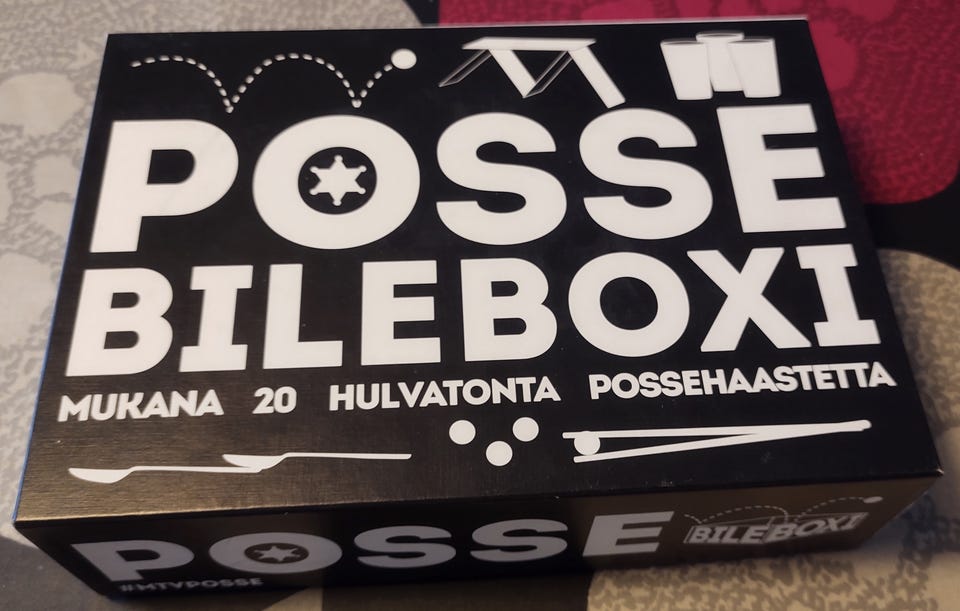 POSSE
BILEBOXI
MUKANA 20 HULVATONTA POSSEHAASTETTA
POSSE BILEBOXI
#MTVPOSSE